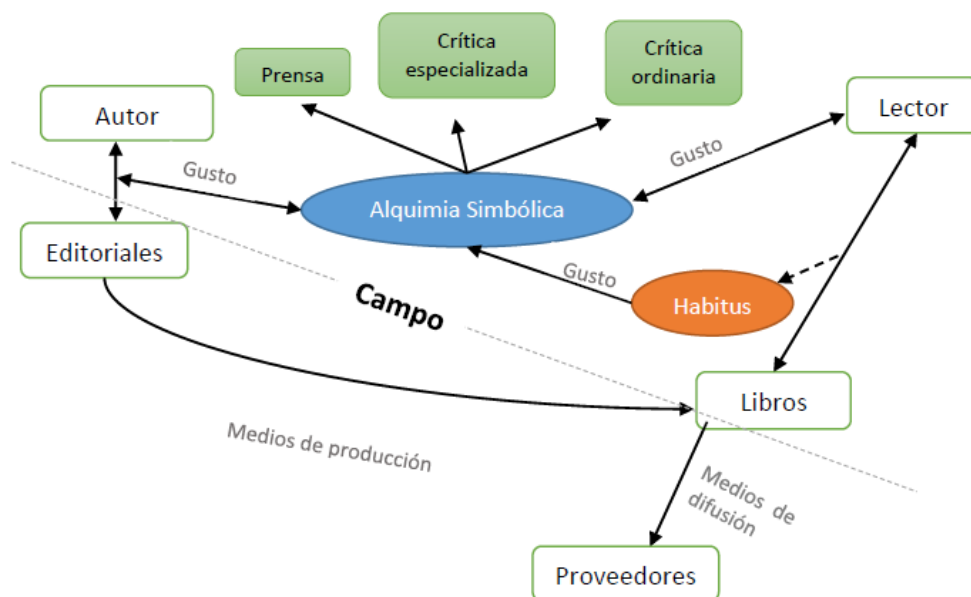 Crítica
especializada
Crítica
ordinaria
Prensa
Autor
Lector
Gusto
Gusto
Alquimia Simbólica
Editoriales
Gusto
Habitus
Campo
Libros
Medios de producción
Medios de
difusión
Proveedores